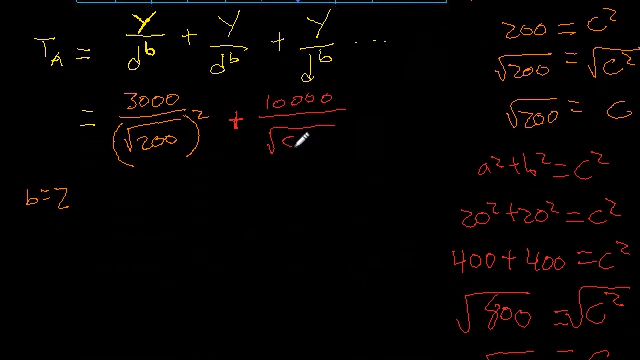 T_A = Y/d^b + Y/d^b + Y/d^b ...
= 3000/(√200)^2 + 10000/√
b=2
200 = c^2
√200 = √c^2
√200 = c
a^2+b^2=c^2
20^2+20^2=c^2
400+400=c^2
√800 = √c^2